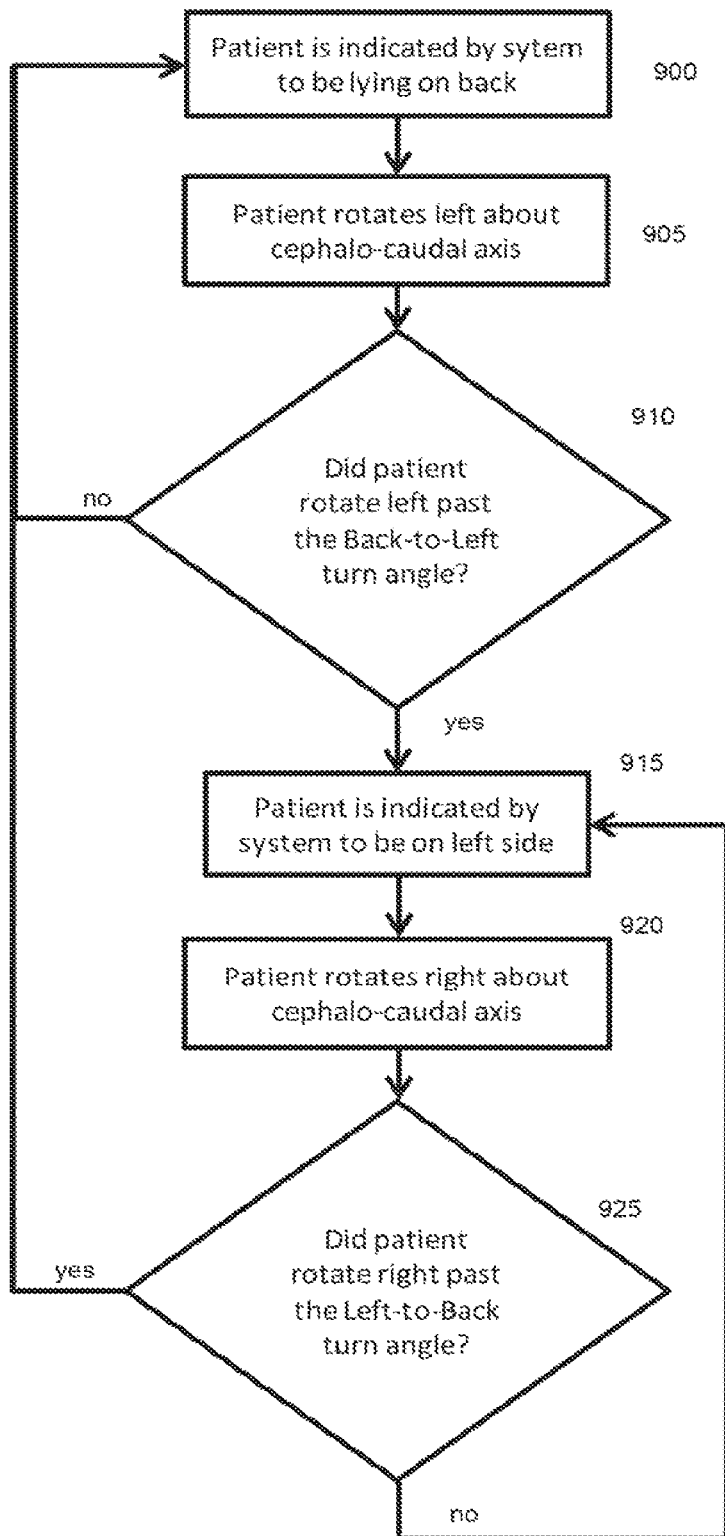 Patient is indicated by sytem
to be lying on back
900
Patient rotates left about
cephalo-caudal axis
905
910
Did patient
rotate left past
the Back-to-Left
turn angle?
no
yes
915
Patient is indicated by
system to be on left side
920
Patient rotates right about
cephalo-caudal axis
925
Did patient
rotate right past
the Left-to-Back
turn angle?
yes
no